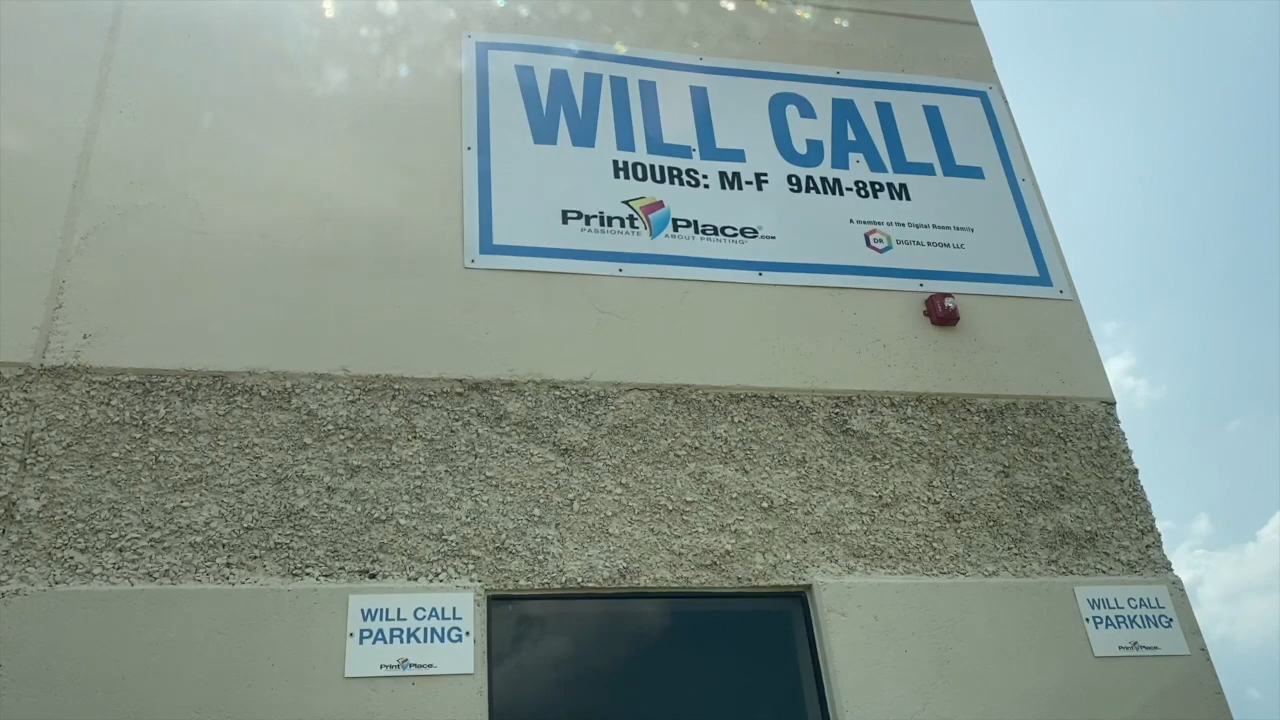 WILL CALL
HOURS: M-F 9AM-8PM
PrintPlace.com
PASSIONATE ABOUT PRINTING®
A member of the Digital Room family
DR DIGITAL ROOM LLC
WILL CALL
PARKING
PrintPlace
WILL CALL
PARKING
PrintPlace